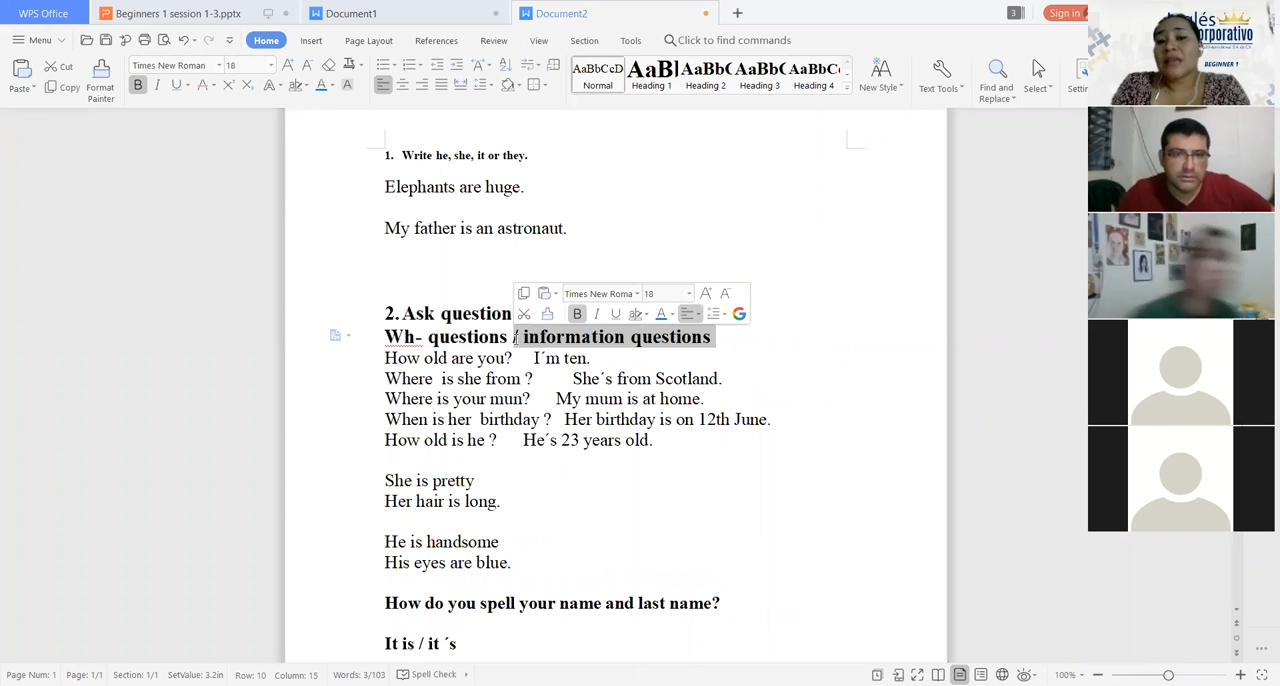 WPS Office
Beginners 1 session 1-3.pptx
Document1
Document2
3
Sign in
Menu
Home
Insert
Page Layout
References
Review
View
Section
Tools
Click to find commands
Paste
Cut
Copy
Format Painter
Times New Roman
18
AaBbCcD
Normal
AaBl
Heading 1
AaBb(
Heading 2
AaBb(
Heading 3
AaBbC
Heading 4
New Style
Text Tools
Find and Replace
Select
Corporativo
BEGINNER 1
1. Write he, she, it or they.
Elephants are huge.
My father is an astronaut.
Times New Roma
18
2. Ask question
Wh- questions / information questions
How old are you? I´m ten.
Where is she from ? She´s from Scotland.
Where is your mun? My mum is at home.
When is her birthday ? Her birthday is on 12th June.
How old is he ? He´s 23 years old.
She is pretty
Her hair is long.
He is handsome
His eyes are blue.
How do you spell your name and last name?
It is / it ´s
Page Num: 1
Page: 1/1
Section: 1/1
SetValue: 3.2in
Row: 10
Column: 15
Words: 3/103
Spell Check
100%